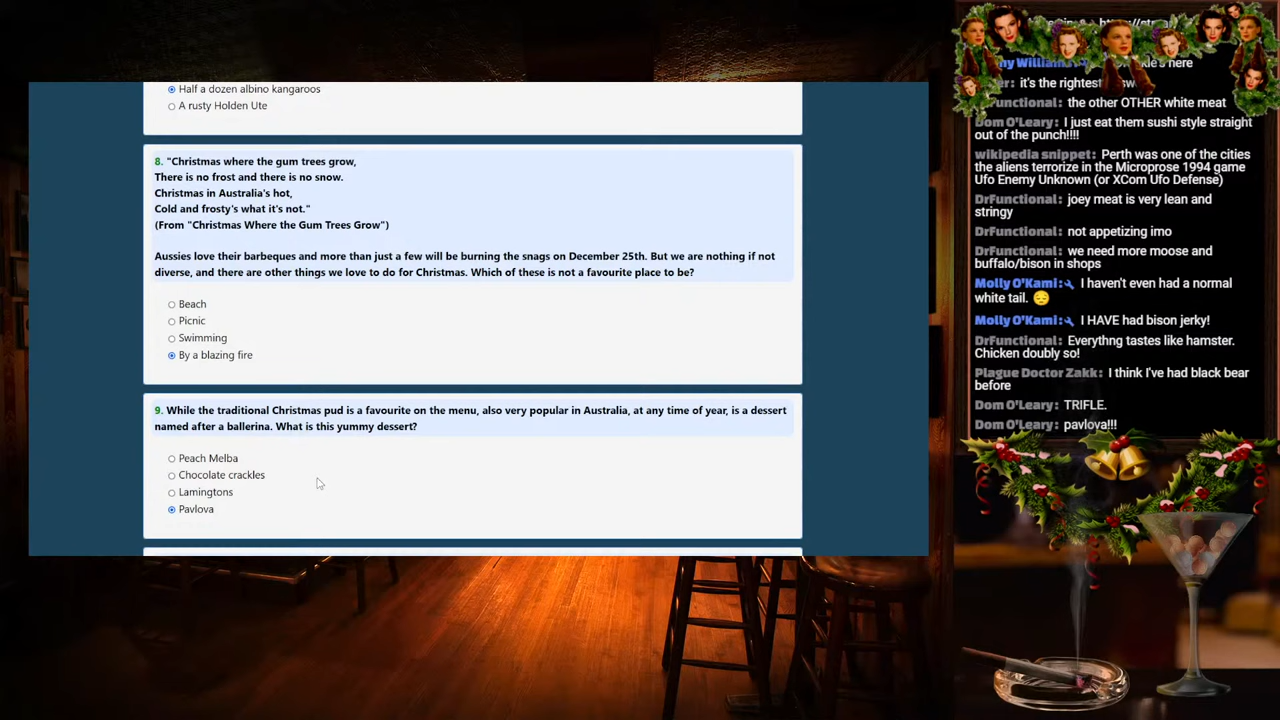 Half a dozen albino kangaroos
A rusty Holden Ute
8. "Christmas where the gum trees grow,
There is no frost and there is no snow.
Christmas in Australia's hot,
Cold and frosty's what it's not."
(From "Christmas Where the Gum Trees Grow")
Aussies love their barbeques and more than just a few will be burning the snags on December 25th. But we are nothing if not
diverse, and there are other things we love to do for Christmas. Which of these is not a favourite place to be?
Beach
Picnic
Swimming
By a blazing fire
9. While the traditional Christmas pud is a favourite on the menu, also very popular in Australia, at any time of year, is a dessert
named after a ballerina. What is this yummy dessert?
Peach Melba
Chocolate crackles
Lamingtons
Pavlova
here
it's the rightest
Functional: the other OTHER white meat
Dom O'Leary: I just eat them sushi style straight
out of the punch!!!!
wikipedia snippet: Perth was one of the cities
the aliens terrorize in the Microprose 1994 game
Ufo Enemy Unknown (or XCom Ufo Defense)
DrFunctional: joey meat is very lean and
stringy
DrFunctional: not appetizing imo
DrFunctional: we need more moose and
buffalo/bison in shops
Molly O'Kami: I haven't even had a normal
white tail. 😔
Molly O'Kami: I HAVE had bison jerky!
DrFunctional: Everythng tastes like hamster.
Chicken doubly so!
Plague Doctor Zakk: I think I've had black bear
before
Dom O'Leary: TRIFLE.
Dom O'Leary: pavlova!!!